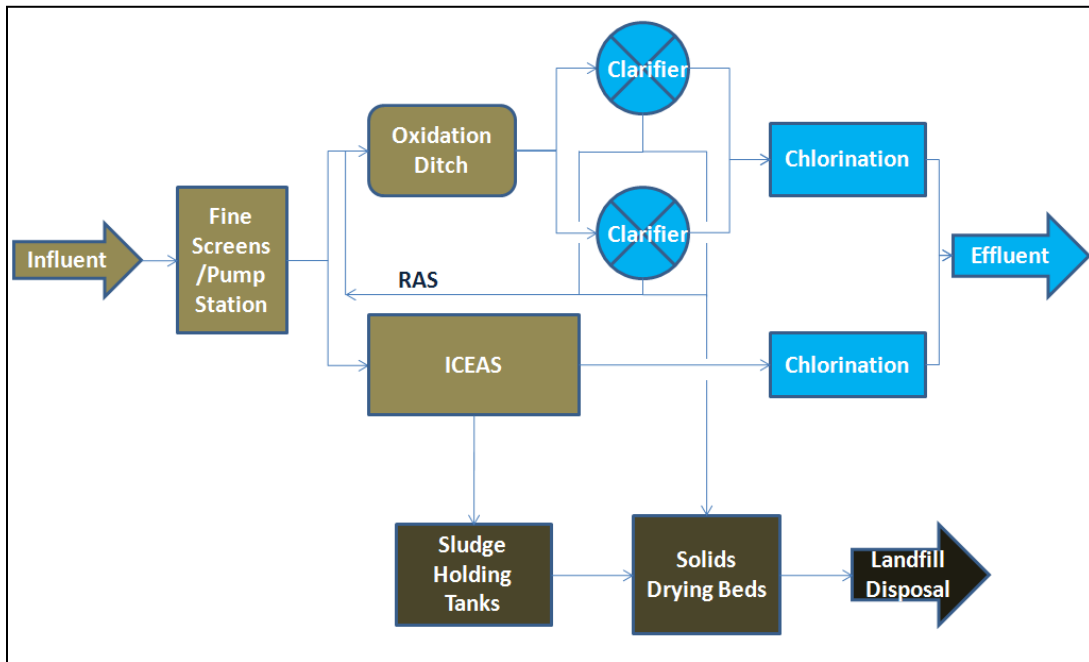 Clarifier
Oxidation
Ditch
Chlorination
Fine
Screens
/Pump
Station
Influent
Clarifier
Effluent
RAS
ICEAS
Chlorination
Sludge
Holding
Tanks
Solids
Drying Beds
Landfill
Disposal